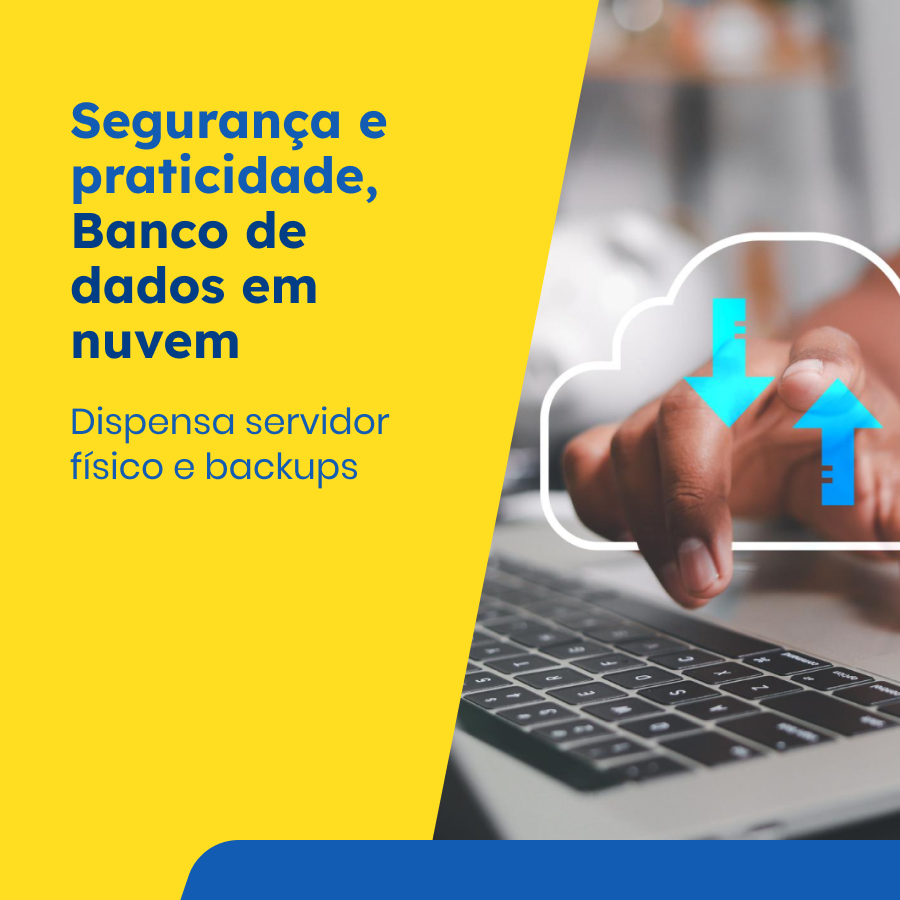 Segurança e
praticidade,
Banco de
dados em
nuvem
Dispensa servidor
físico e backups